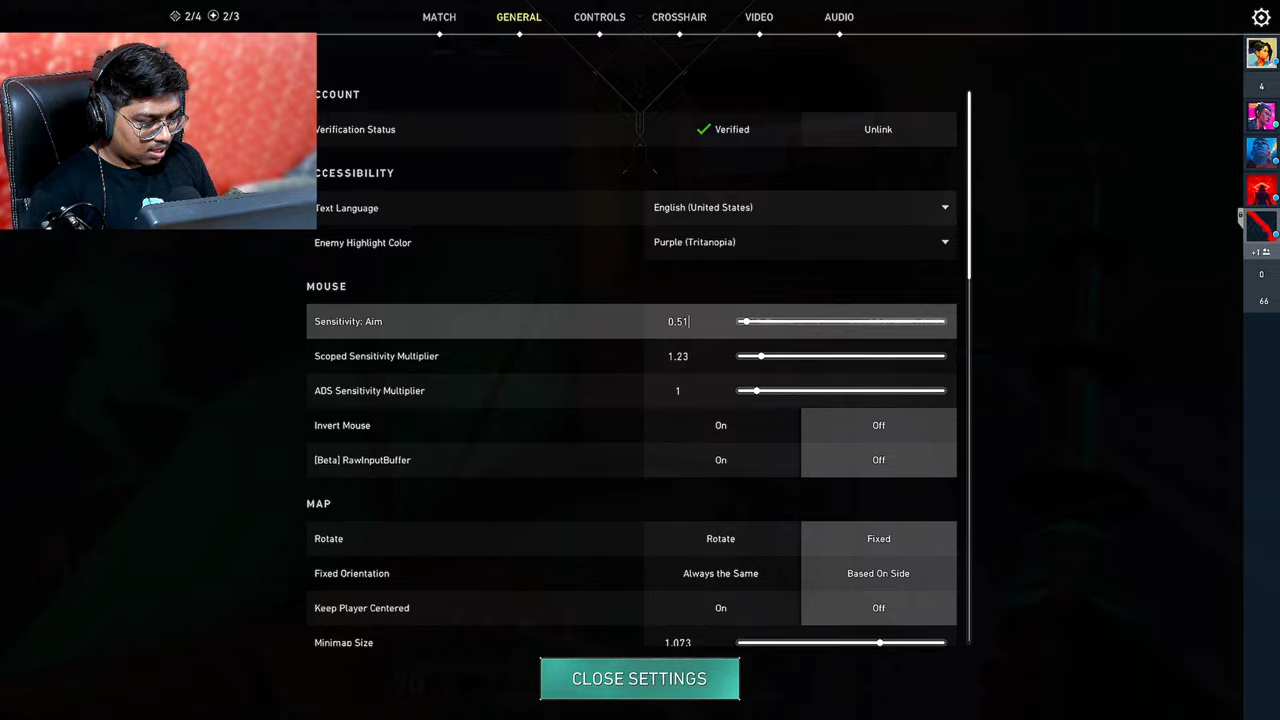 2/4 2/3
MATCH GENERAL CONTROLS CROSSHAIR VIDEO AUDIO
CCOUNT
Verification Status Verified Unlink
CCESSIBILITY
Text Language English (United States)
Enemy Highlight Color Purple (Tritanopia)
MOUSE
Sensitivity: Aim 0.51
Scoped Sensitivity Multiplier 1.23
ADS Sensitivity Multiplier 1
Invert Mouse On Off
[Beta] RawInputBuffer On Off
MAP
Rotate Rotate Fixed
Fixed Orientation Always the Same Based On Side
Keep Player Centered On Off
Minimap Size 1.073
CLOSE SETTINGS
4
+1
0
66